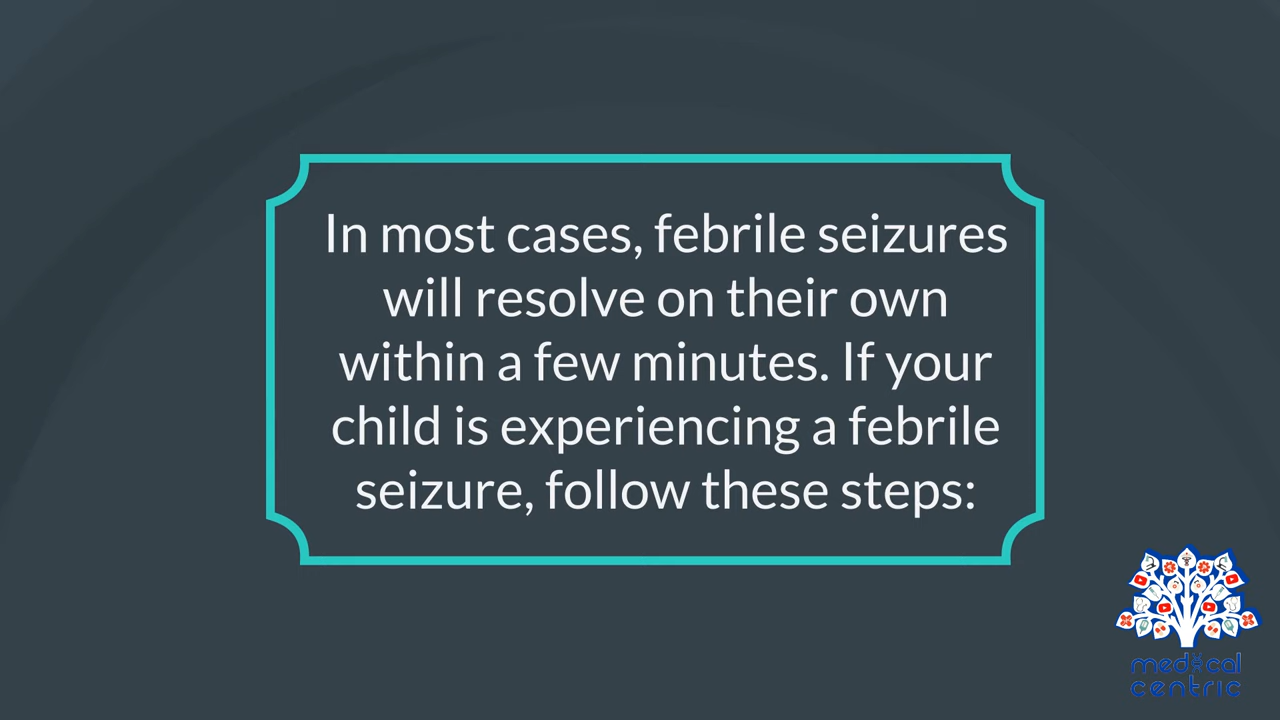 In most cases, febrile seizures
will resolve on their own
within a few minutes. If your
child is experiencing a febrile
seizure, follow these steps:
medical
centric